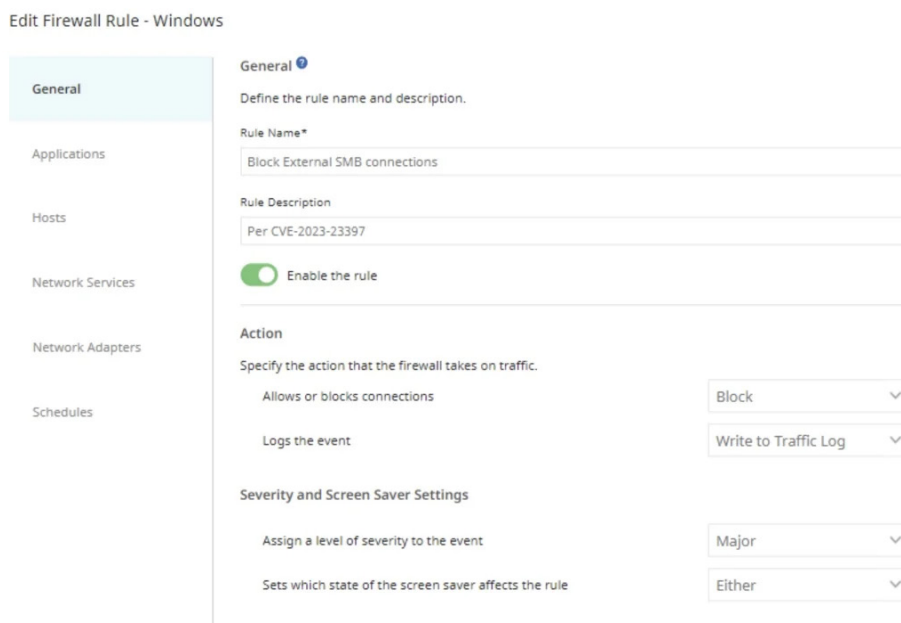 Edit Firewall Rule - Windows
General
Applications
Hosts
Network Services
Network Adapters
Schedules
General ?
Define the rule name and description.
Rule Name*
Block External SMB connections
Rule Description
Per CVE-2023-23397
Enable the rule
Action
Specify the action that the firewall takes on traffic.
Allows or blocks connections Block
Logs the event Write to Traffic Log
Severity and Screen Saver Settings
Assign a level of severity to the event Major
Sets which state of the screen saver affects the rule Either